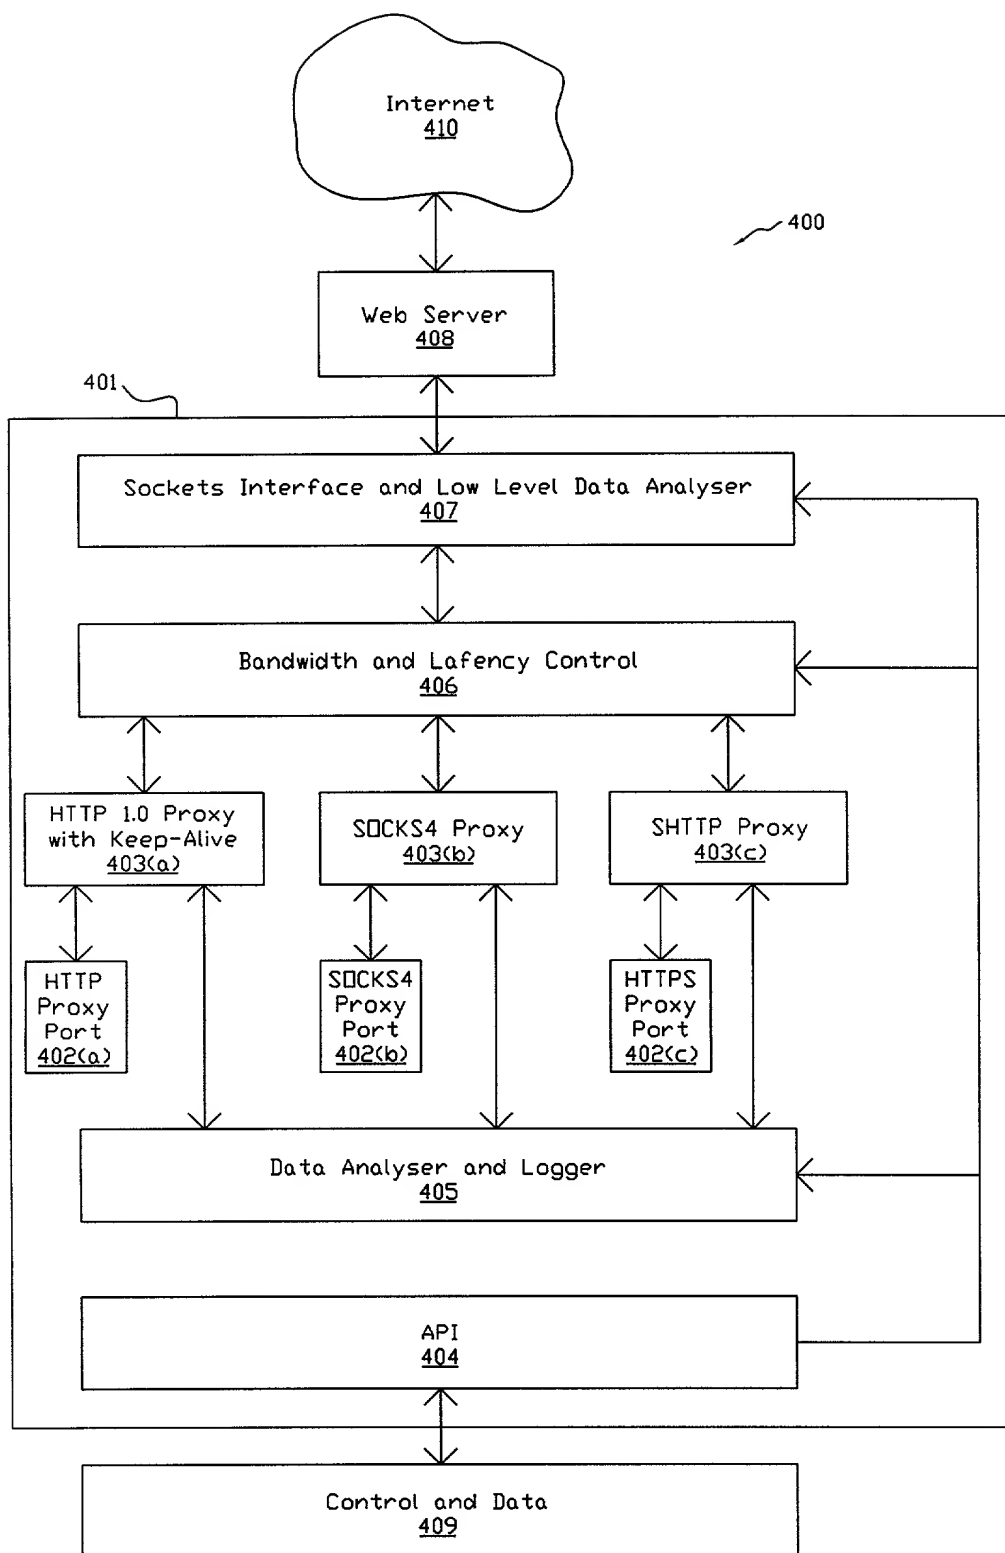 Internet
410
400
Web Server
408
401
Sockets Interface and Low Level Data Analyser
407
Bandwidth and Lafency Control
406
HTTP 1.0 Proxy
with Keep-Alive
403(a)
SOCKS4 Proxy
403(b)
SHTTP Proxy
403(c)
HTTP
Proxy
Port
402(a)
SOCKS4
Proxy
Port
402(b)
HTTPS
Proxy
Port
402(c)
Data Analyser and Logger
405
API
404
Control and Data
409